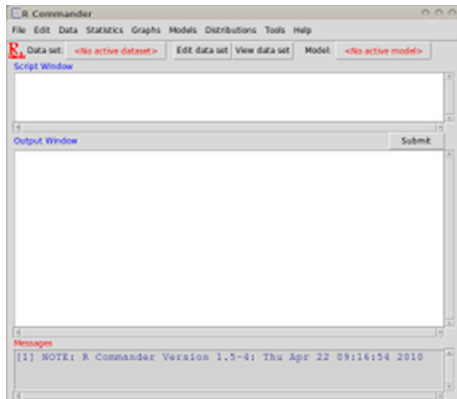 R Commander
File Edit Data Statistics Graphs Models Distributions Tools Help
Data set: <No active dataset> Edit data set View data set Model: <No active model>
Script Window
Output Window Submit
Messages
[1] NOTE: R Commander Version 1.5-4: Thu Apr 22 09:16:54 2010